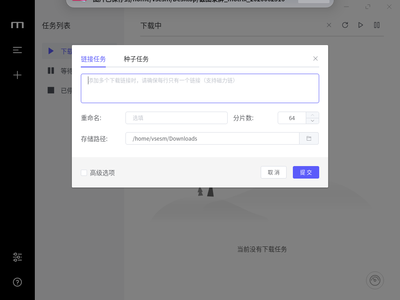 任务列表
下载中
下载
等待
已停
链接任务
种子任务
添加多个下载链接时，请确保每行只有一个链接（支持磁力链）
重命名:
选填
分片数:
64
存储路径:
/home/vsesm/Downloads
高级选项
取 消
提 交
当前没有下载任务